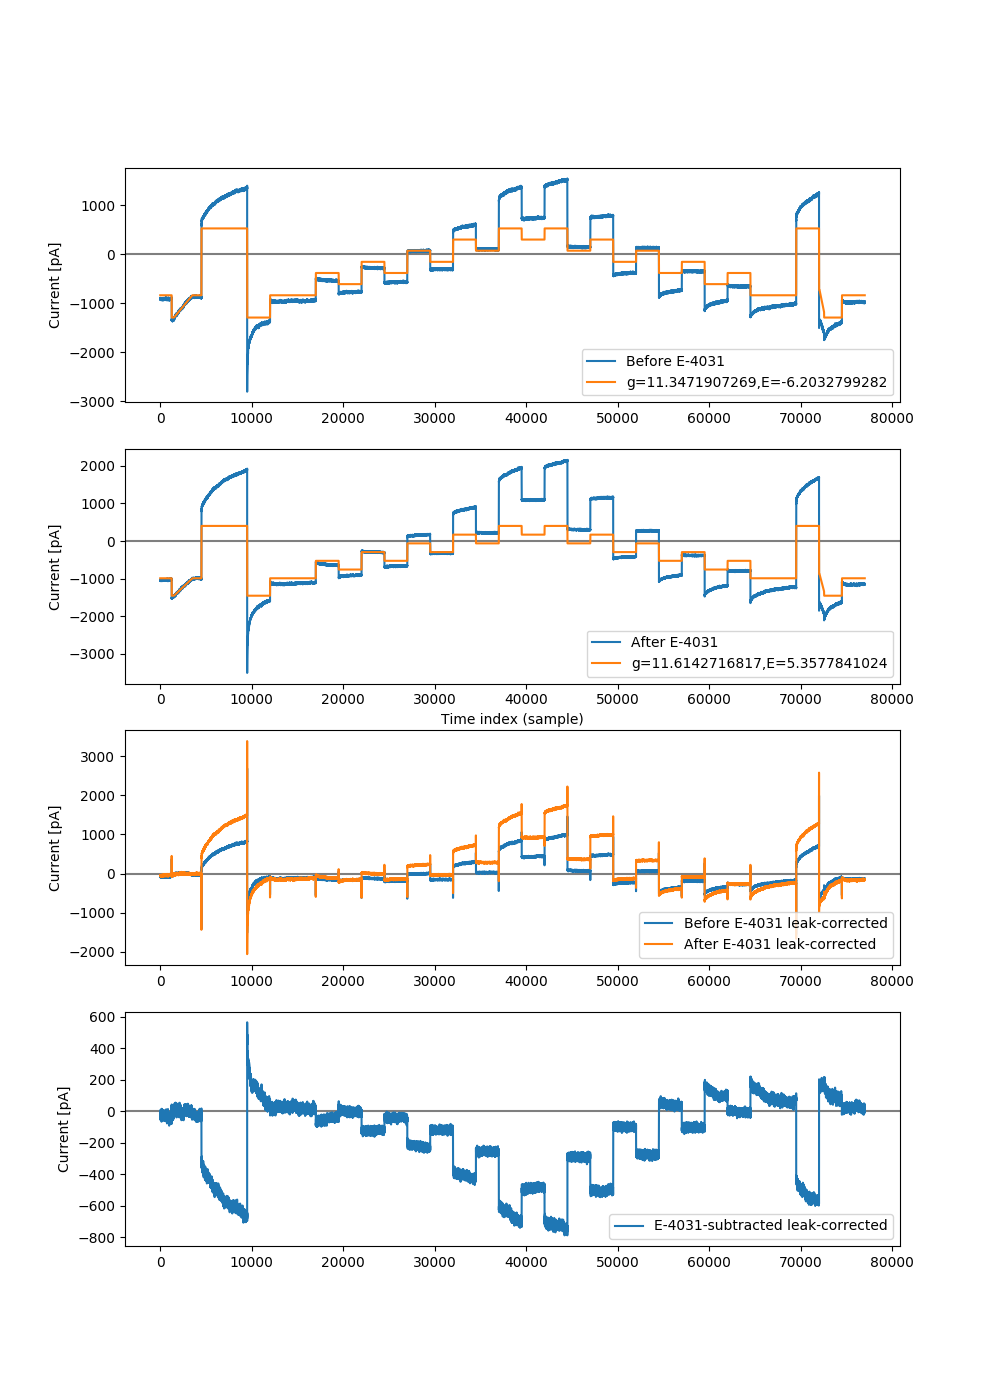 1000
0
−1000
−2000
−3000
Current [pA]
Before E-4031
g=11.3471907269,E=-6.2032799282
0 10000 20000 30000 40000 50000 60000 70000 80000
2000
1000
0
−1000
−2000
−3000
Current [pA]
After E-4031
g=11.6142716817,E=5.3577841024
0 10000 20000 30000 40000 50000 60000 70000 80000
Time index (sample)
3000
2000
1000
0
−1000
−2000
Current [pA]
Before E-4031 leak-corrected
After E-4031 leak-corrected
0 10000 20000 30000 40000 50000 60000 70000 80000
600
400
200
0
−200
−400
−600
−800
Current [pA]
E-4031-subtracted leak-corrected
0 10000 20000 30000 40000 50000 60000 70000 80000